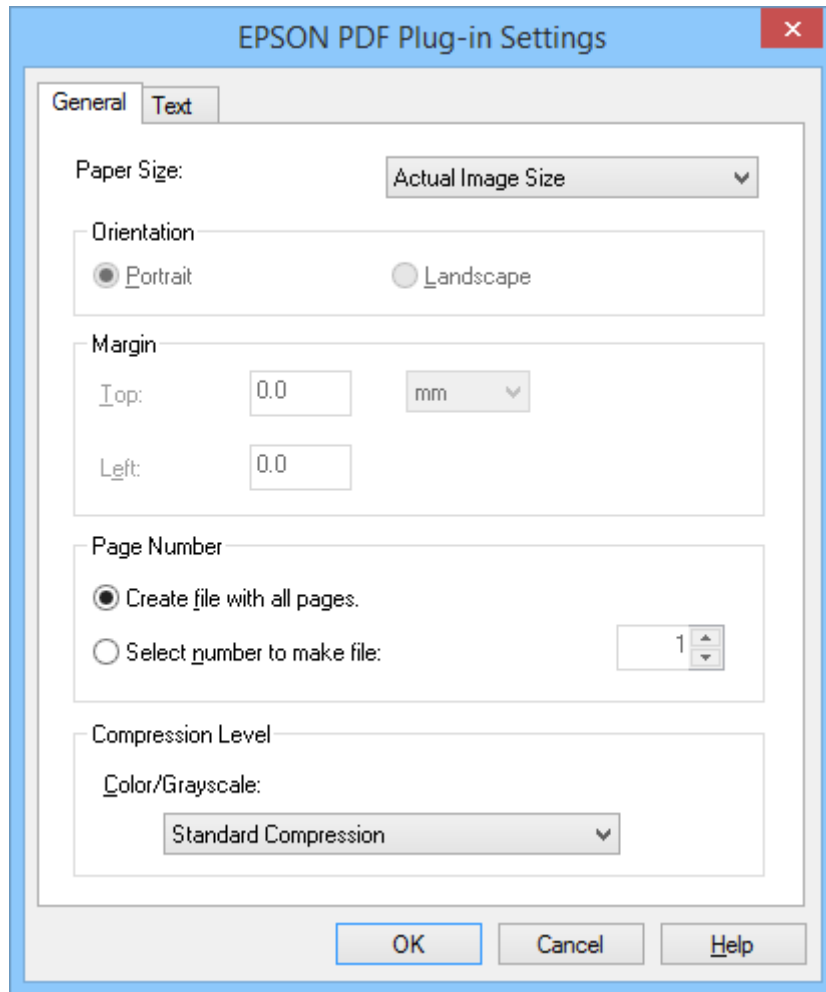 EPSON PDF Plug-in Settings
General Text
Paper Size: Actual Image Size
Orientation
Portrait Landscape
Margin
Top: 0.0 mm
Left: 0.0
Page Number
Create file with all pages.
Select number to make file: 1
Compression Level
Color/Grayscale:
Standard Compression
OK Cancel Help